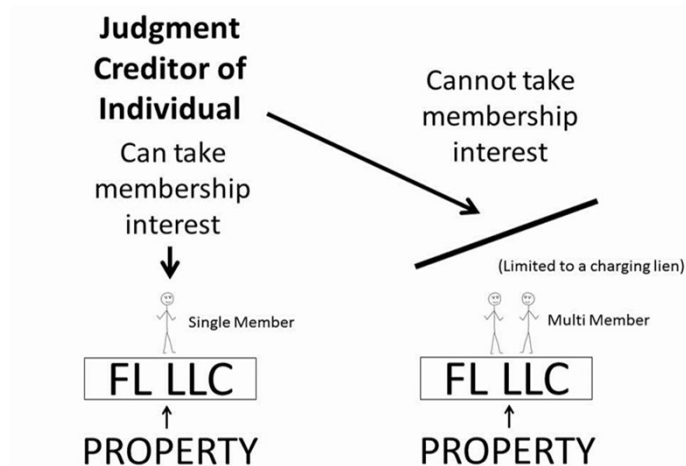 Judgment
Creditor of
Individual
Can take
membership
interest
Single Member
FL LLC
PROPERTY
Cannot take
membership
interest
(Limited to a charging lien)
Multi Member
FL LLC
PROPERTY